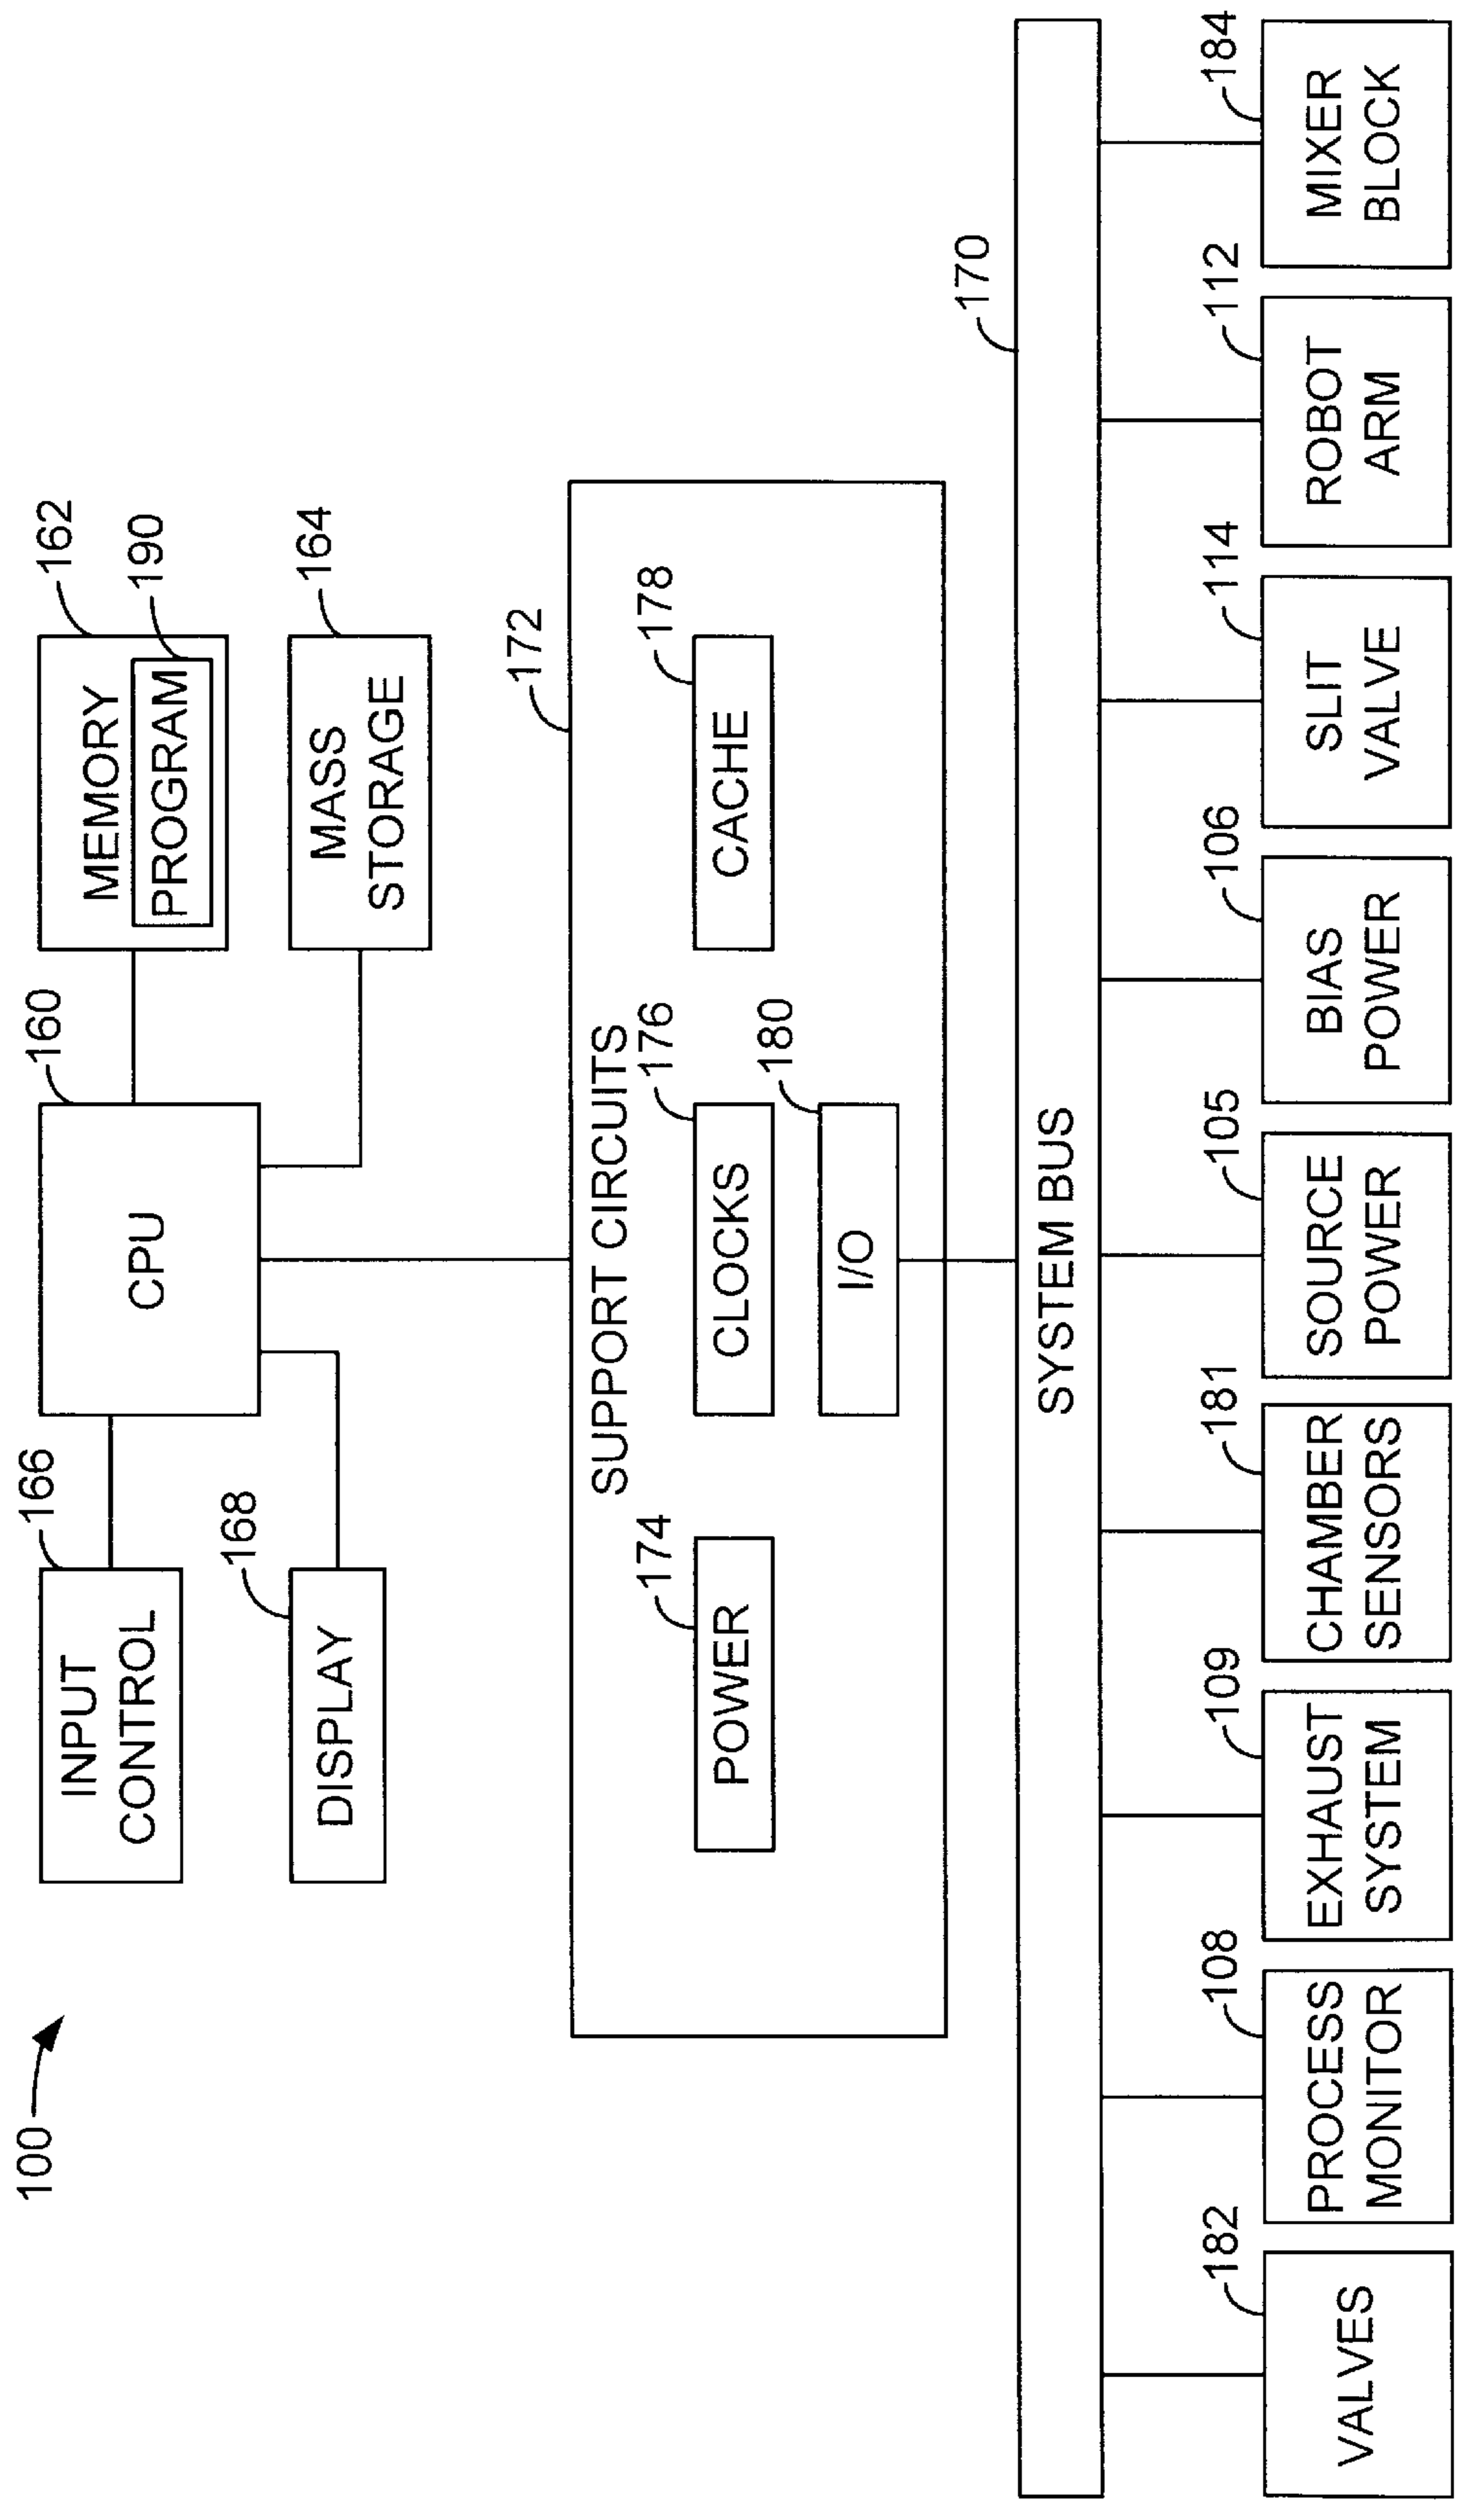 100
166
160
162
INPUT
CONTROL
CPU
MEMORY
190
PROGRAM
168
DISPLAY
164
MASS
STORAGE
172
SUPPORT CIRCUITS
174
POWER
176
CLOCKS
178
CACHE
180
I/O
170
SYSTEM BUS
182
VALVES
108
PROCESS
MONITOR
109
EXHAUST
SYSTEM
181
CHAMBER
SENSORS
105
SOURCE
POWER
106
BIAS
POWER
114
SLIT
VALVE
112
ROBOT
ARM
184
MIXER
BLOCK